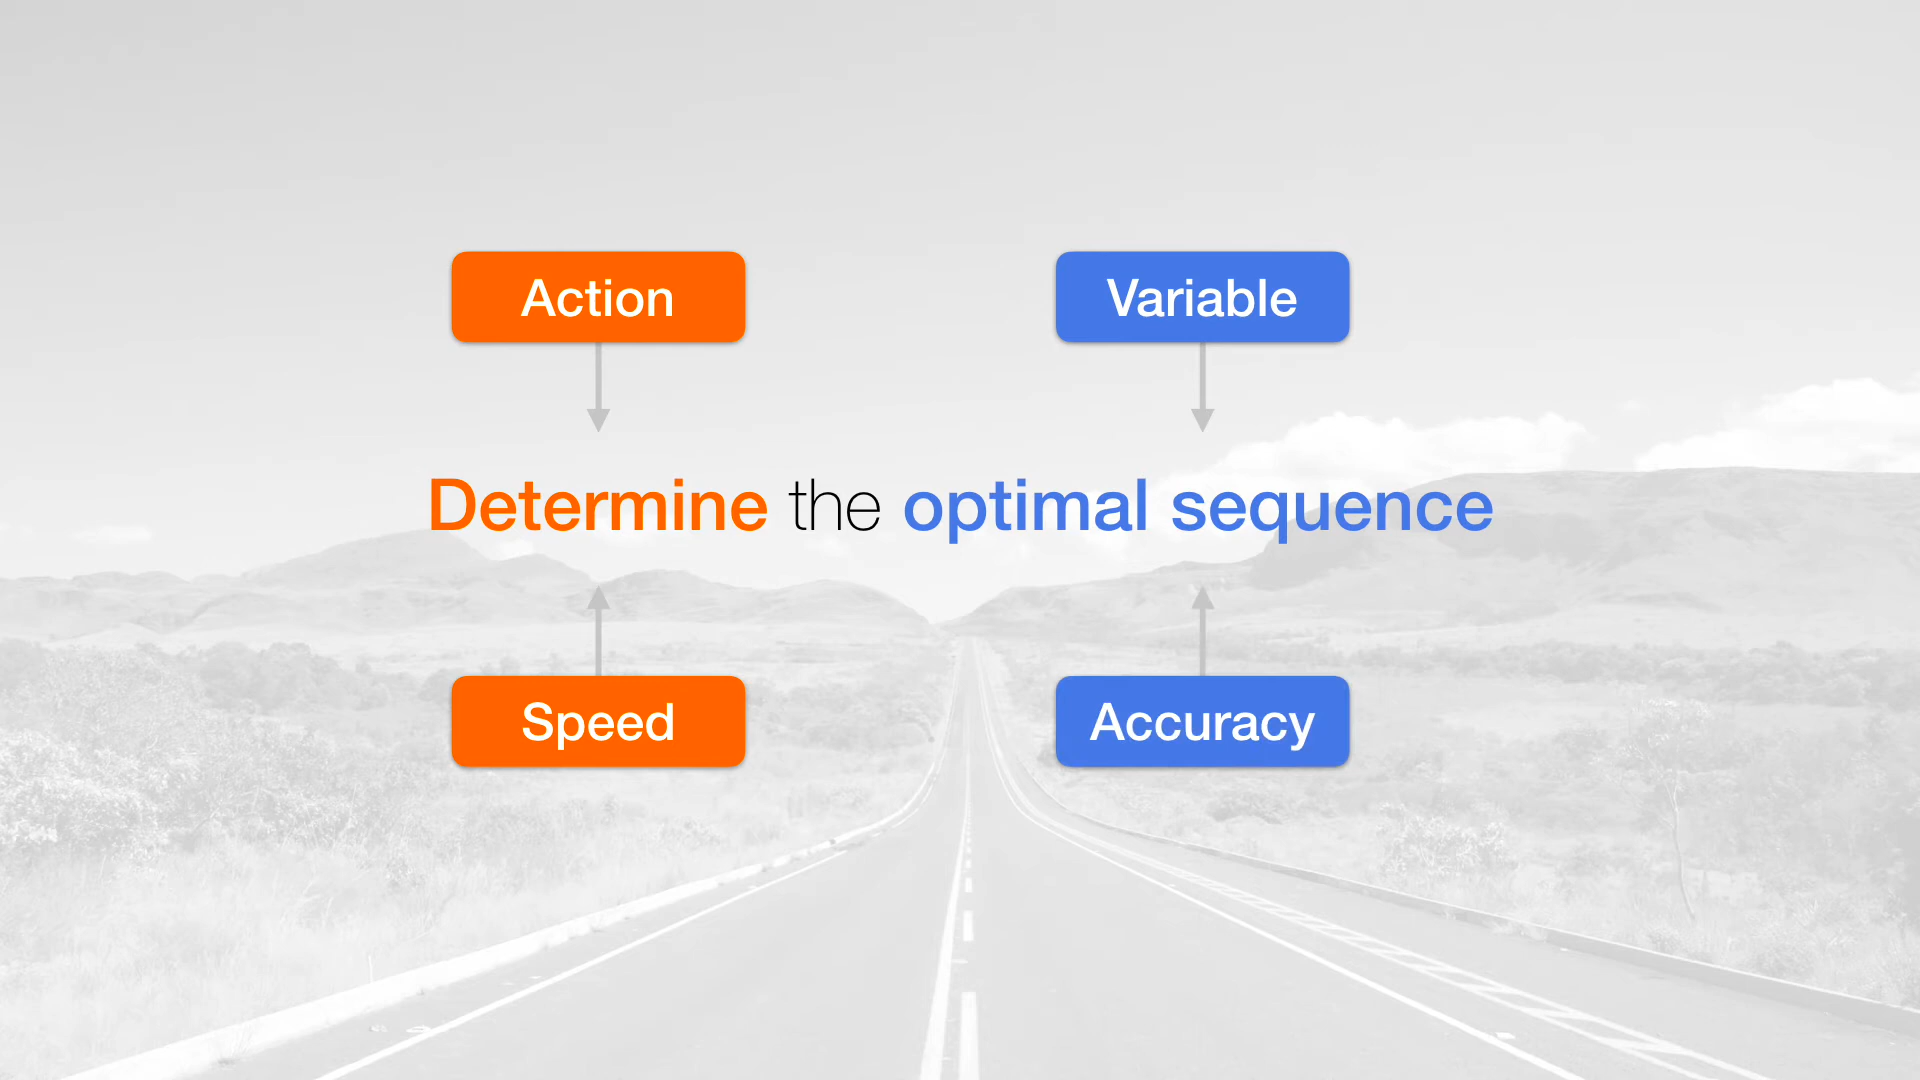 Action
Variable
Determine the optimal sequence
Speed
Accuracy